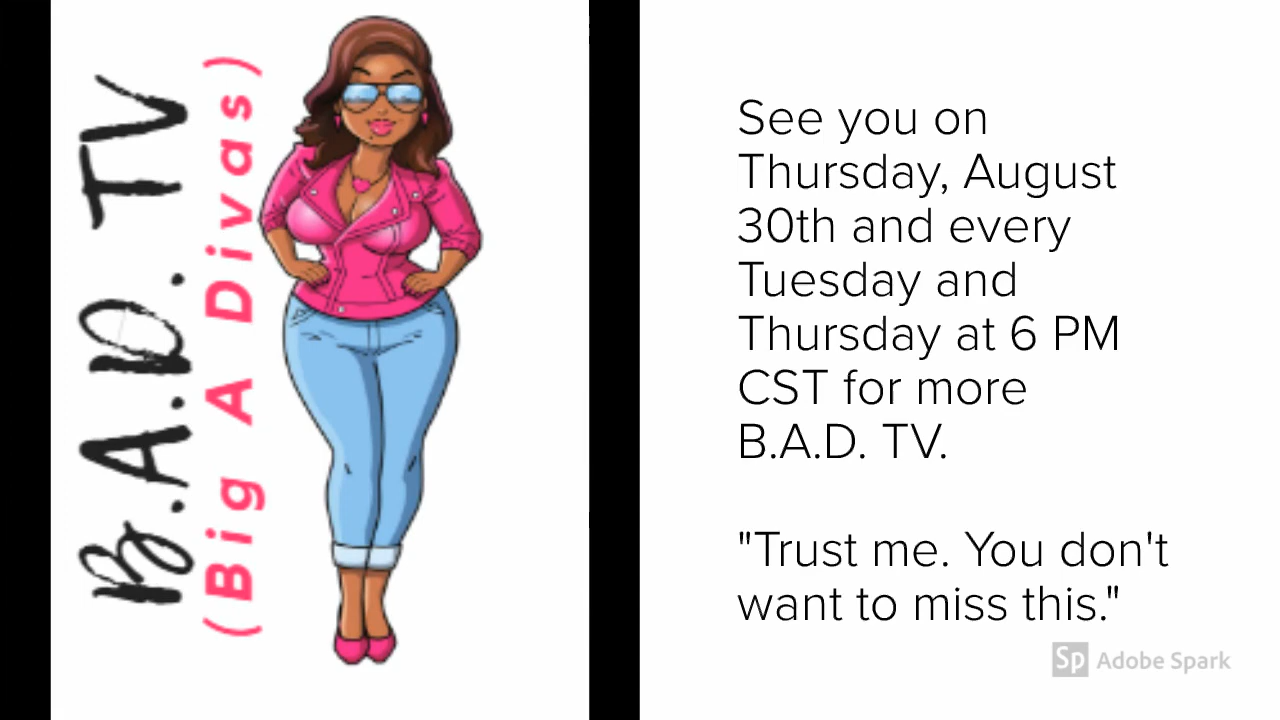 B.A.D. TV
(Big A Divas)
See you on
Thursday, August
30th and every
Tuesday and
Thursday at 6 PM
CST for more
B.A.D. TV.
"Trust me. You don't
want to miss this."
Sp Adobe Spark